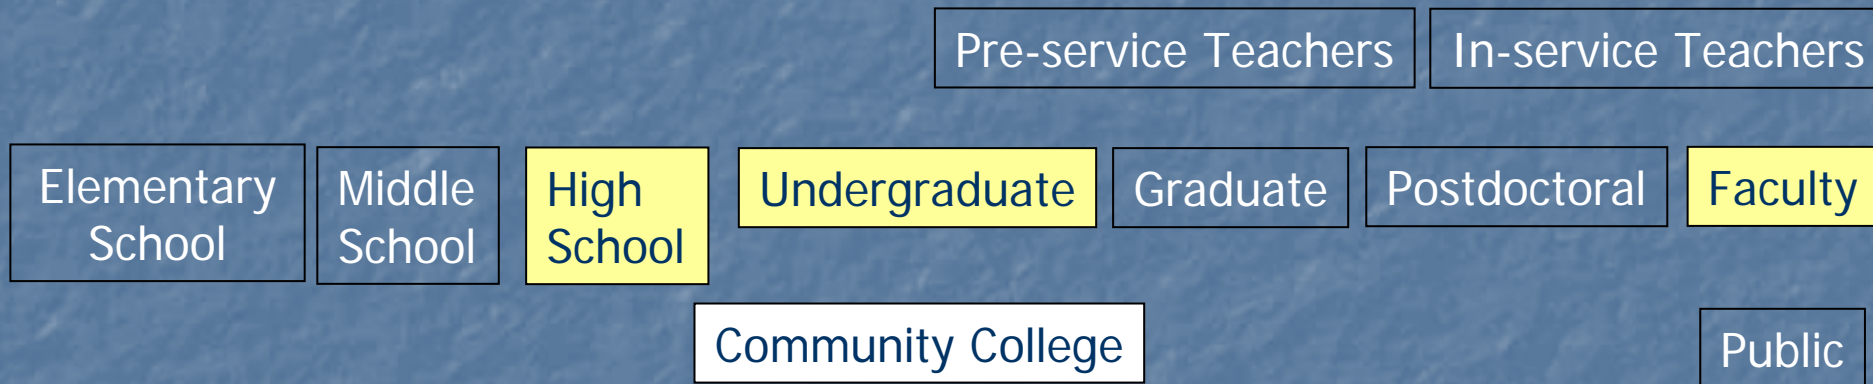 Pre-service Teachers
In-service Teachers
Elementary
School
Middle
School
High
School
Undergraduate
Graduate
Postdoctoral
Faculty
Community College
Public